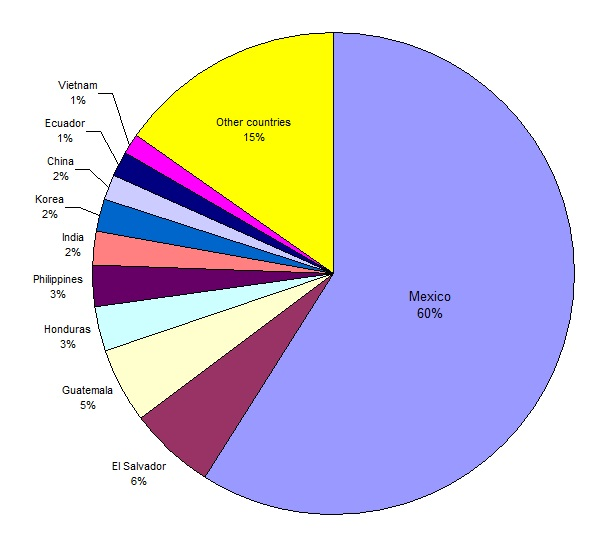 Vietnam
1%
Ecuador
1%
China
2%
Korea
2%
India
2%
Philippines
3%
Honduras
3%
Guatemala
5%
El Salvador
6%
Other countries
15%
Mexico
60%